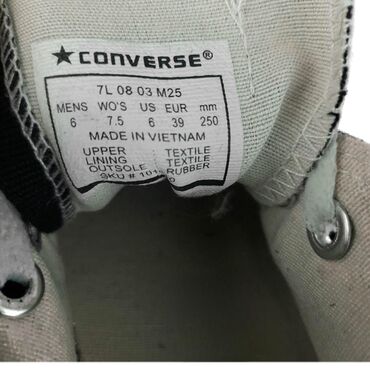 ★CONVERSE®
7L 08 03 M25
MENS WO'S US EUR mm
6 7.5 6 39 250
MADE IN VIETNAM
UPPER TEXTILE
LINING TEXTILE
OUTSOLE RUBBER
SKU #